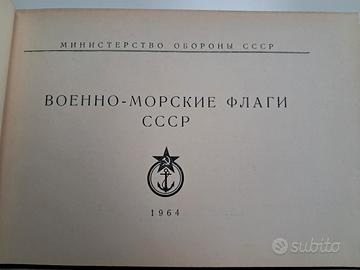 МИНИСТЕРСТВО ОБОРОНЫ СССР
ВОЕННО-МОРСКИЕ ФЛАГИ
СССР
1964
subito